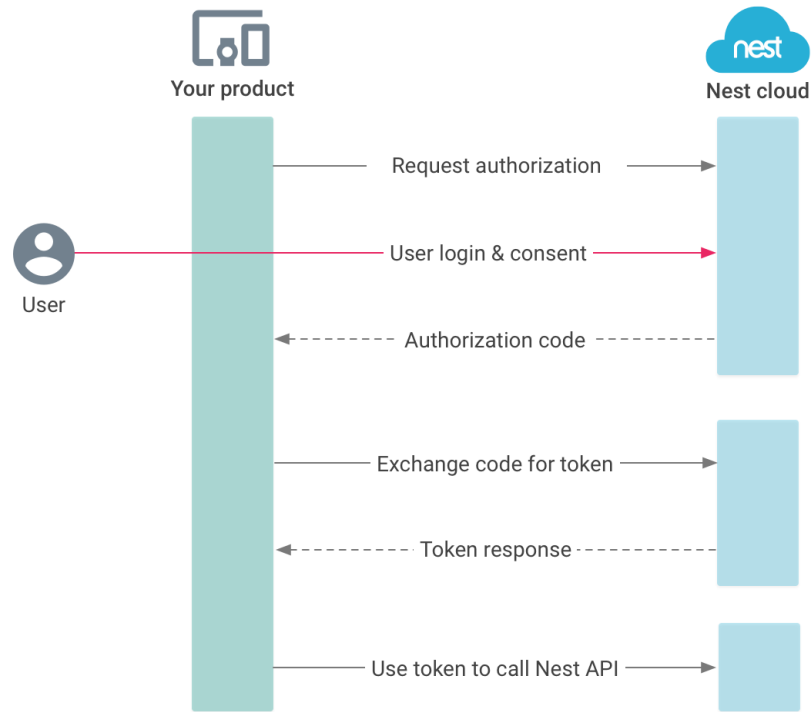 nest
Your product
Nest cloud
Request authorization
User login & consent
User
Authorization code
Exchange code for token
Token response
Use token to call Nest API